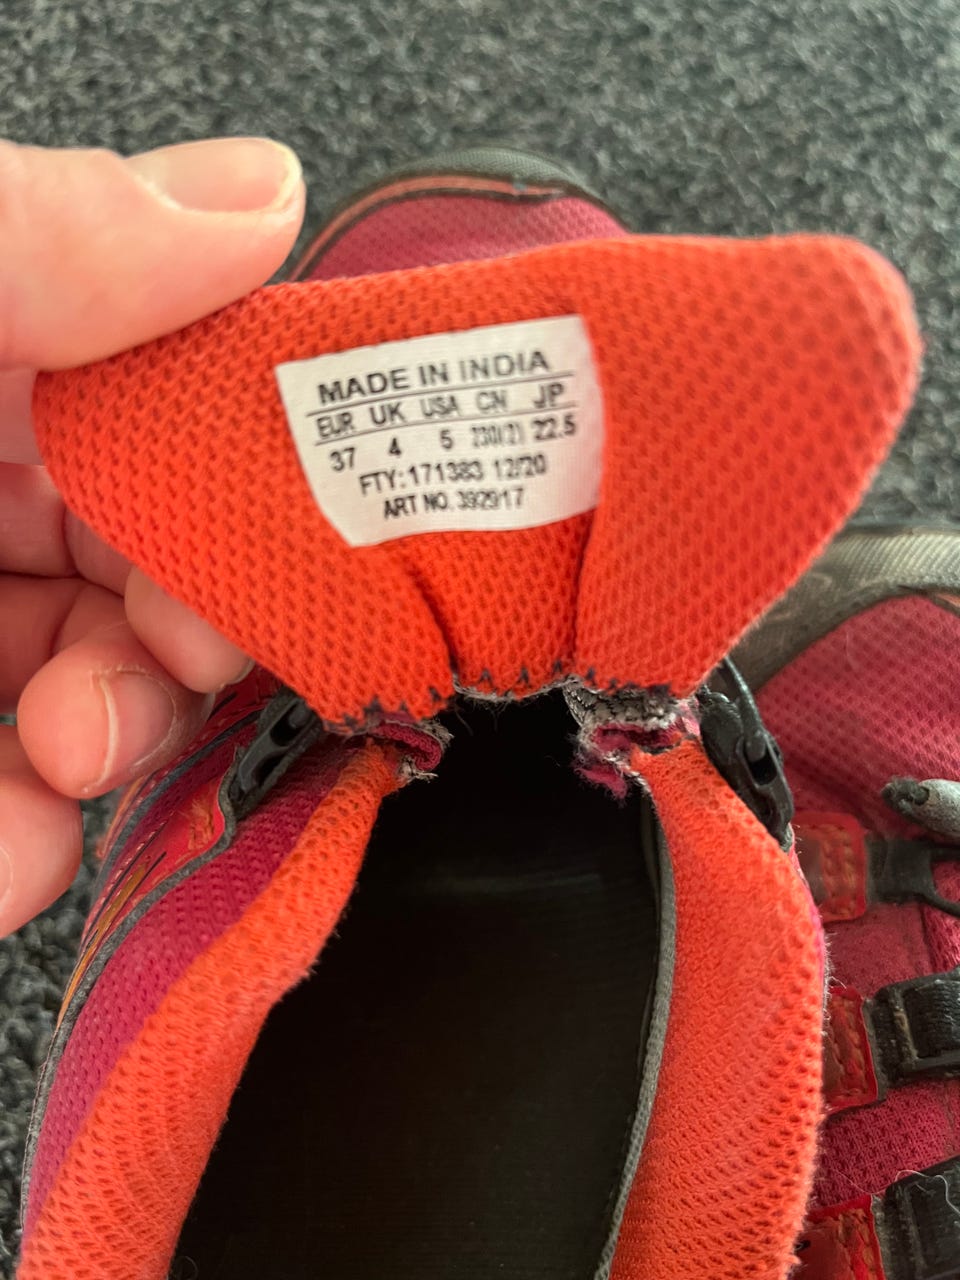 MADE IN INDIA
EUR UK USA CN JP
37 4 5 230(2) 22.5
FTY:171383 12/20
ART NO. 392917